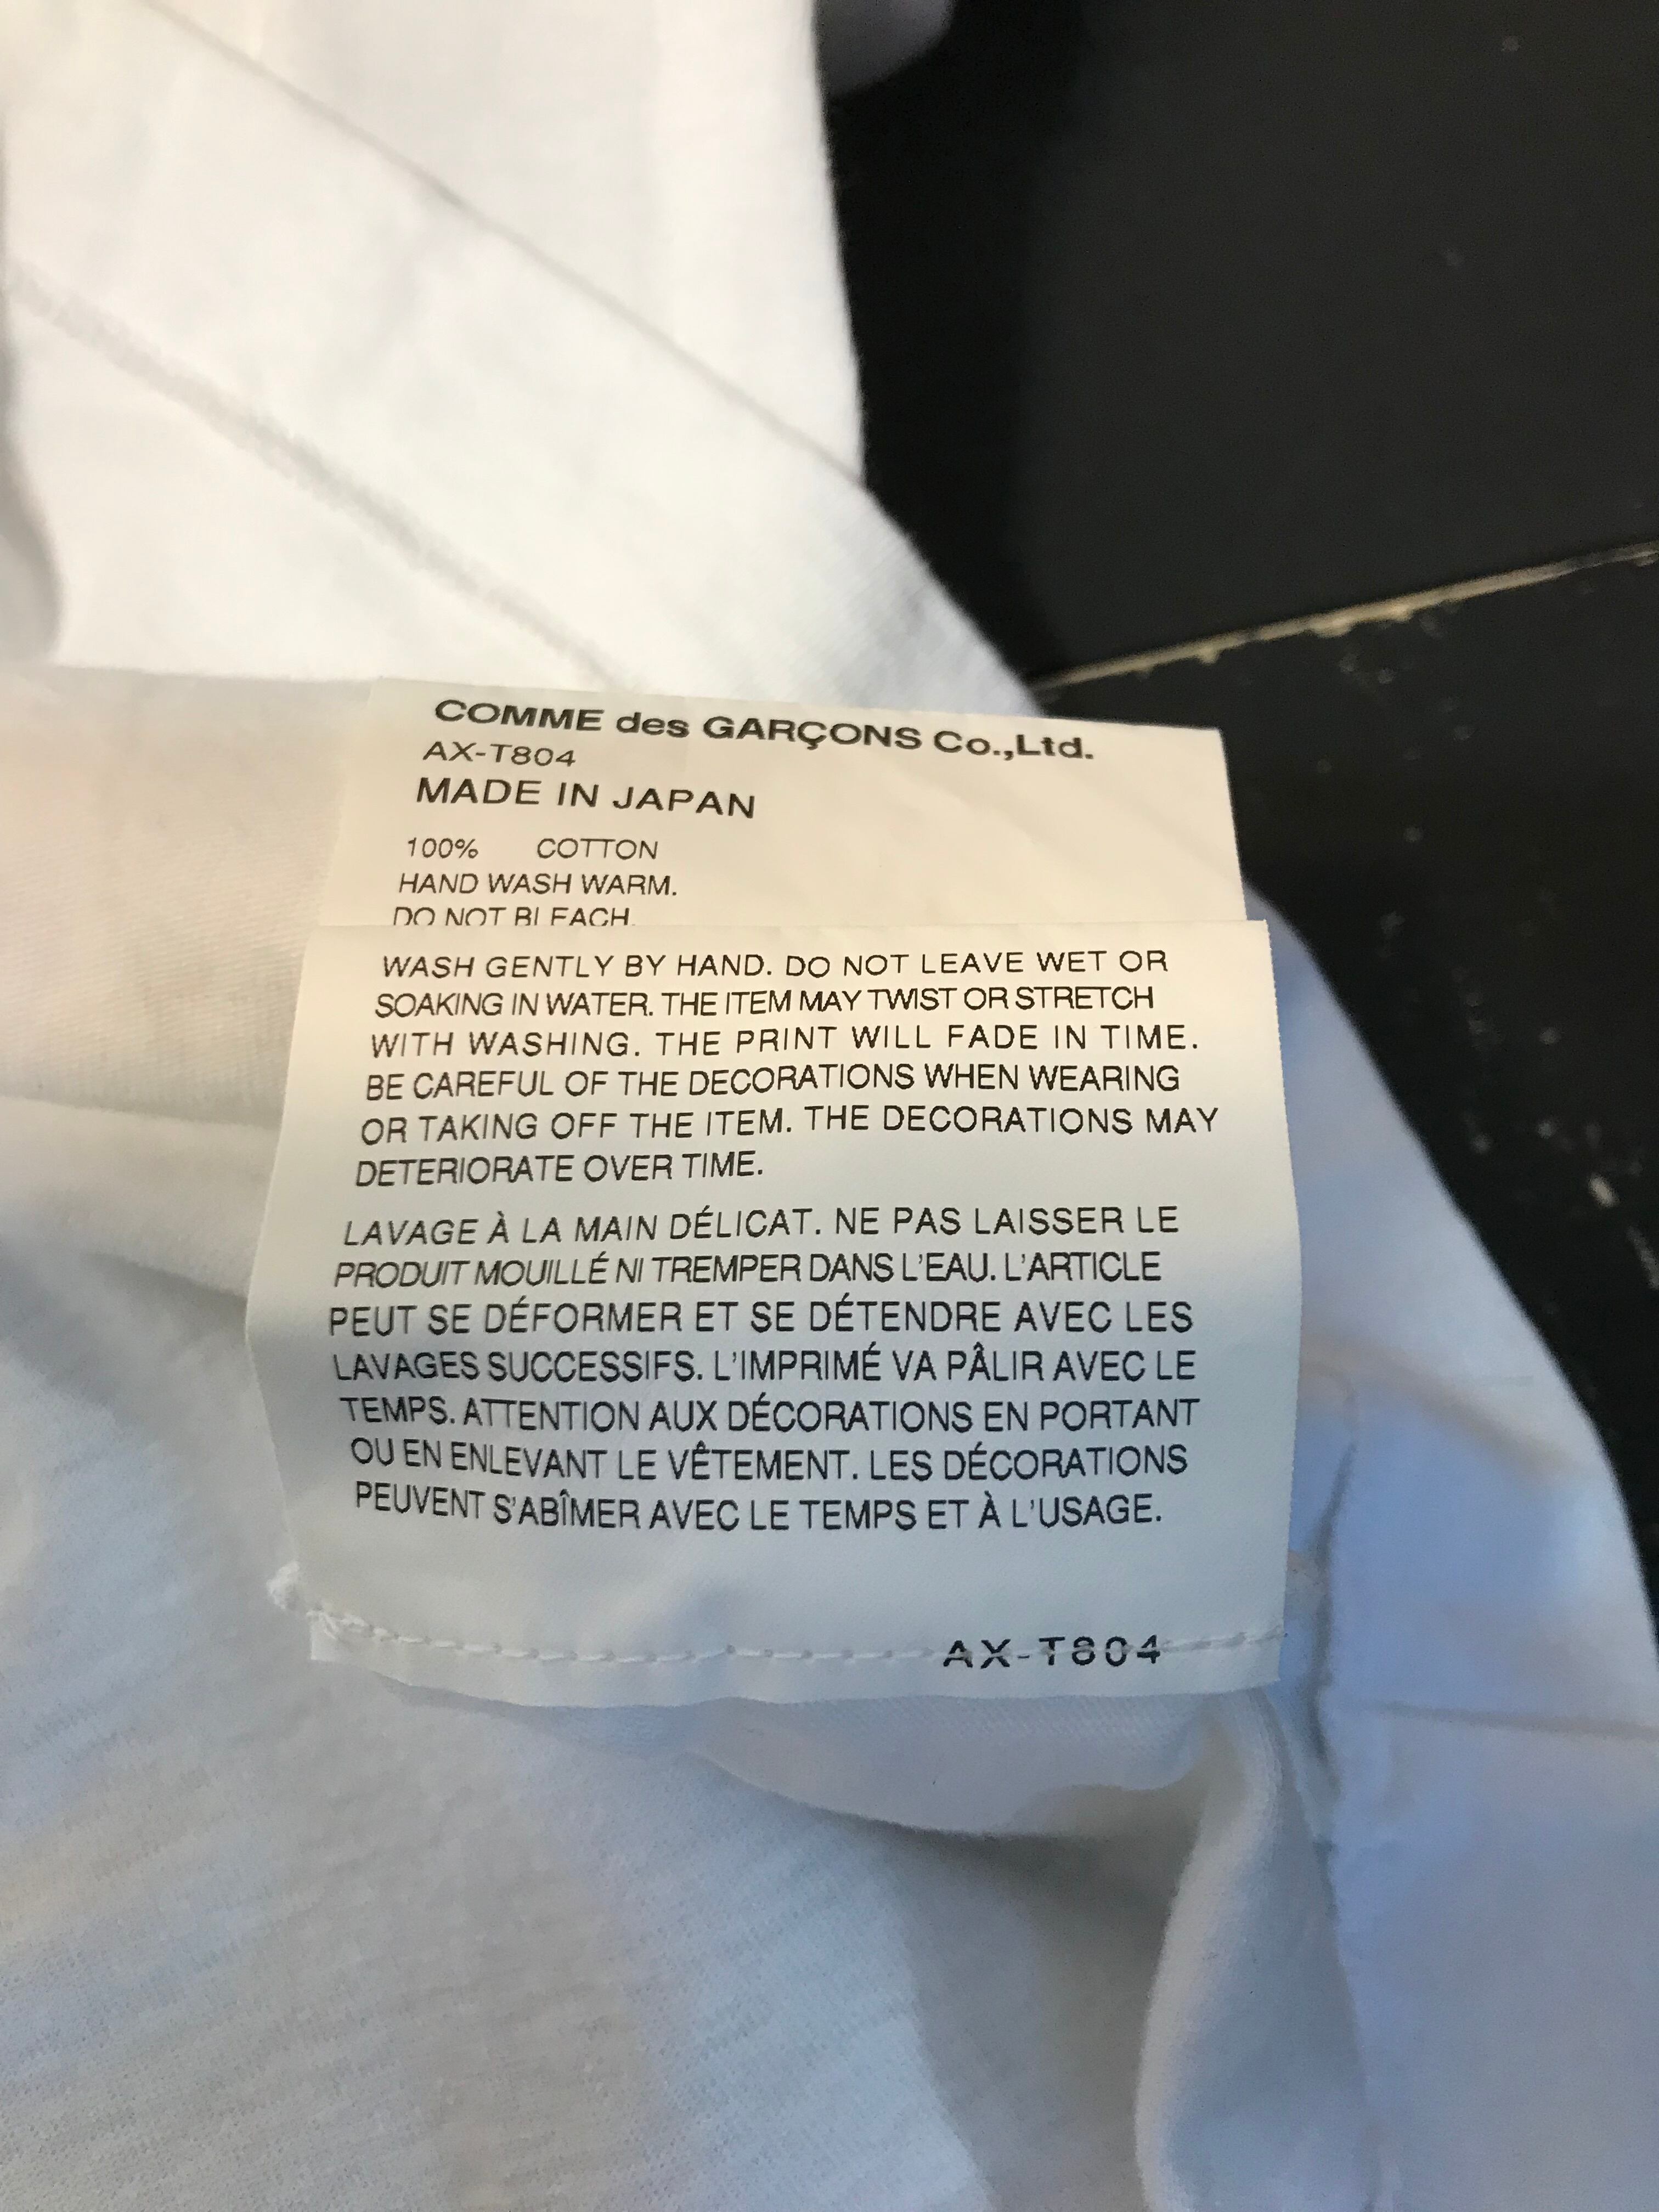 COMME des GARÇONS Co.,Ltd.
AX-T804
MADE IN JAPAN
100% COTTON
HAND WASH WARM.
DO NOT BLEACH.
WASH GENTLY BY HAND. DO NOT LEAVE WET OR
SOAKING IN WATER. THE ITEM MAY TWIST OR STRETCH
WITH WASHING. THE PRINT WILL FADE IN TIME.
BE CAREFUL OF THE DECORATIONS WHEN WEARING
OR TAKING OFF THE ITEM. THE DECORATIONS MAY
DETERIORATE OVER TIME.
LAVAGE À LA MAIN DÉLICAT. NE PAS LAISSER LE
PRODUIT MOUILLÉ NI TREMPER DANS L'EAU. L'ARTICLE
PEUT SE DÉFORMER ET SE DÉTENDRE AVEC LES
LAVAGES SUCCESSIFS. L'IMPRIMÉ VA PÂLIR AVEC LE
TEMPS. ATTENTION AUX DÉCORATIONS EN PORTANT
OU EN ENLEVANT LE VÊTEMENT. LES DÉCORATIONS
PEUVENT S'ABÎMER AVEC LE TEMPS ET À L'USAGE.
AX-T804